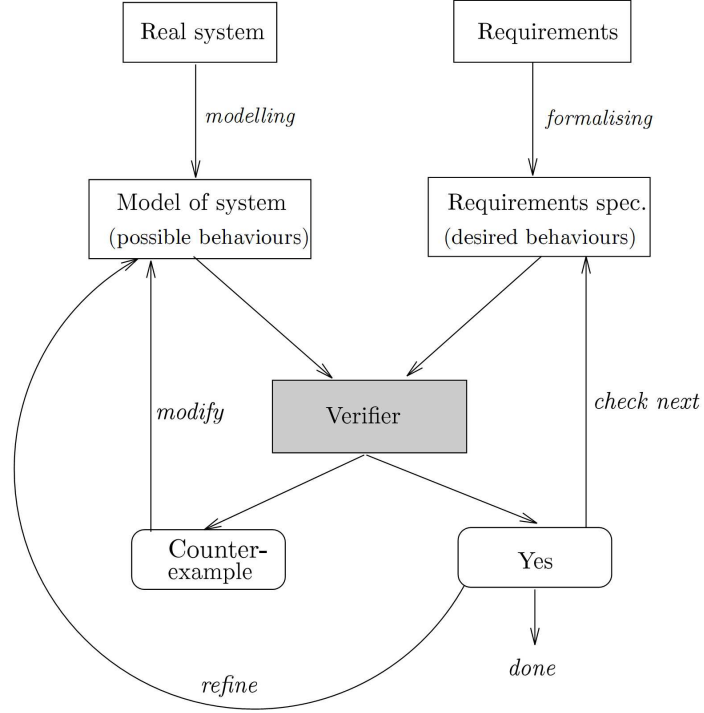 Real system
Requirements
modelling
formalising
Model of system
(possible behaviours)
Requirements spec.
(desired behaviours)
Verifier
modify
check next
Counter-
example
Yes
done
refine